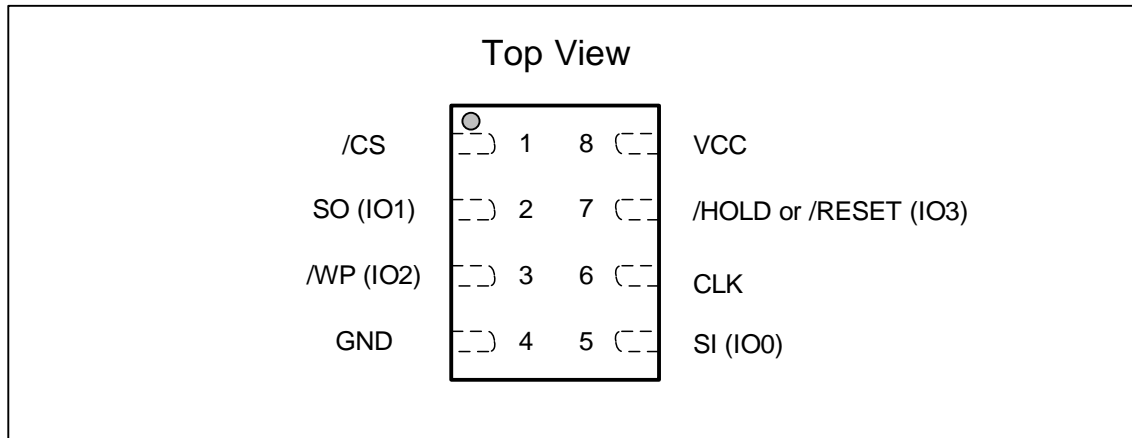 Top View
/CS 1 8 VCC
SO (IO1) 2 7 /HOLD or /RESET (IO3)
/WP (IO2) 3 6 CLK
GND 4 5 SI (IO0)